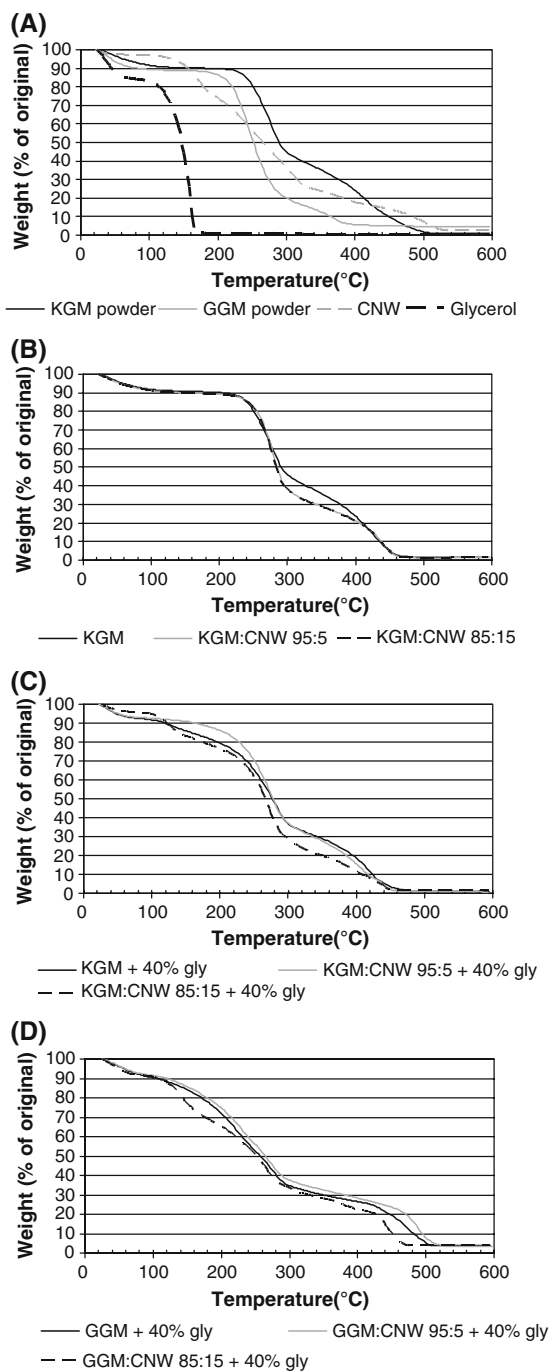 (A)
Weight (% of original)
100
90
80
70
60
50
40
30
20
10
0
0 100 200 300 400 500 600
Temperature(°C)
KGM powder GGM powder CNW Glycerol
(B)
Weight (% of original)
100
90
80
70
60
50
40
30
20
10
0
0 100 200 300 400 500 600
Temperature(°C)
KGM KGM:CNW 95:5 KGM:CNW 85:15
(C)
Weight (% of original)
100
90
80
70
60
50
40
30
20
10
0
0 100 200 300 400 500 600
Temperature(°C)
KGM + 40% gly KGM:CNW 95:5 + 40% gly
KGM:CNW 85:15 + 40% gly
(D)
Weight (% of original)
100
90
80
70
60
50
40
30
20
10
0
0 100 200 300 400 500 600
Temperature(°C)
GGM + 40% gly GGM:CNW 95:5 + 40% gly
GGM:CNW 85:15 + 40% gly